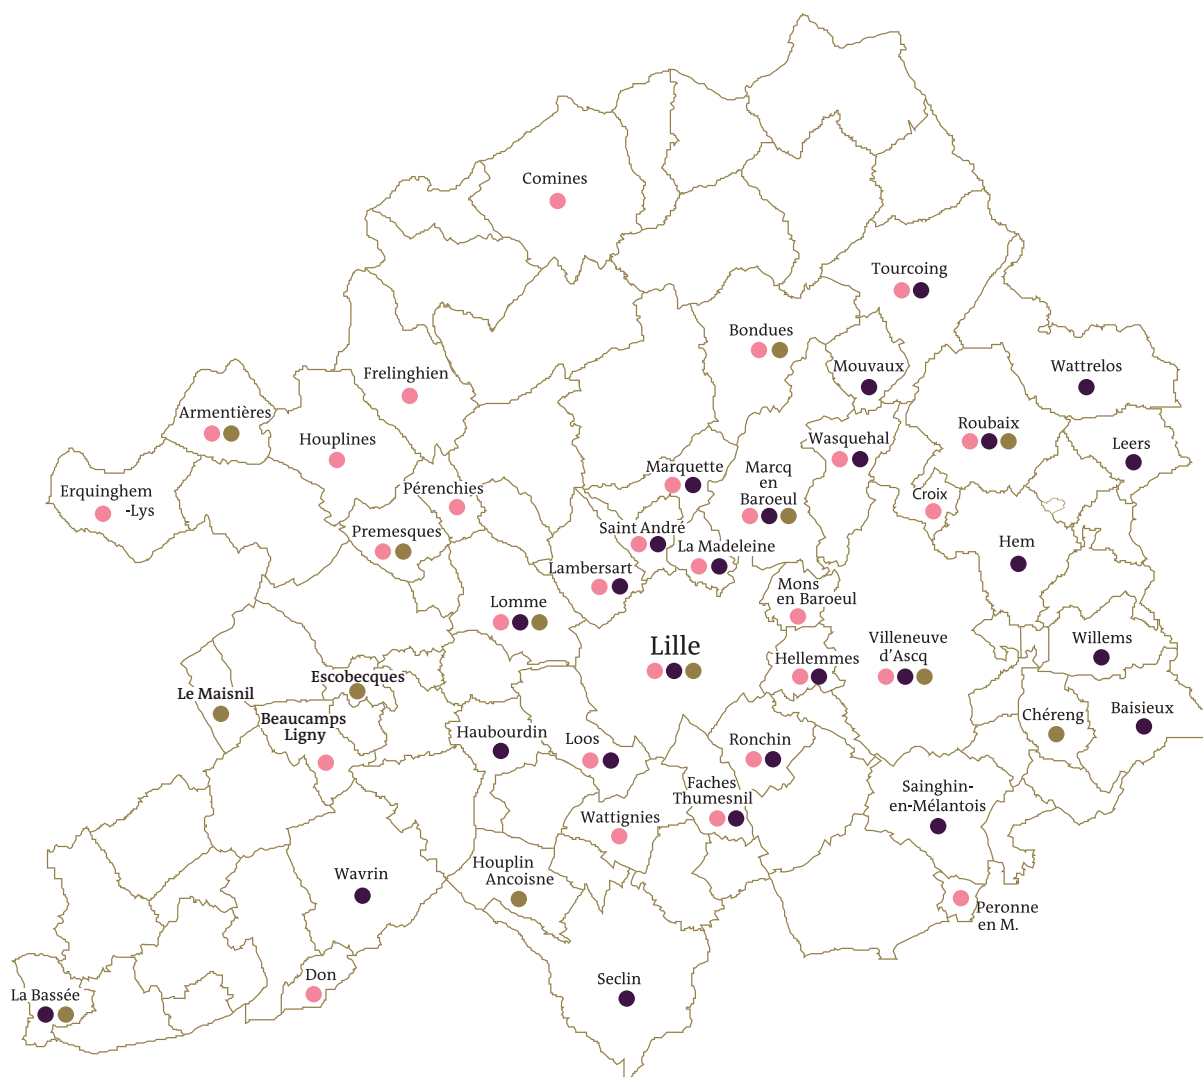 Comines
Tourcoing
Bondues
Mouvaux
Wattrelos
Frelinghien
Armentières
Houplines
Wasquehal
Roubaix
Leers
Marquette
Marcq
en
Baroeul
Erquinghem
-Lys
Pérenchies
Croix
Premesques
Saint André
La Madeleine
Hem
Lambersart
Mons
en Baroeul
Lomme
Lille
Hellemmes
Villeneuve
d'Ascq
Willems
Escobecques
Le Maisnil
Beaucamps
Ligny
Haubourdin
Loos
Ronchin
Chéreng
Baisieux
Faches
Thumesnil
Sainghin-
en-Mélantois
Wattignies
Wavrin
Houplin
Ancoisne
Peronne
en M.
Don
Seclin
La Bassée